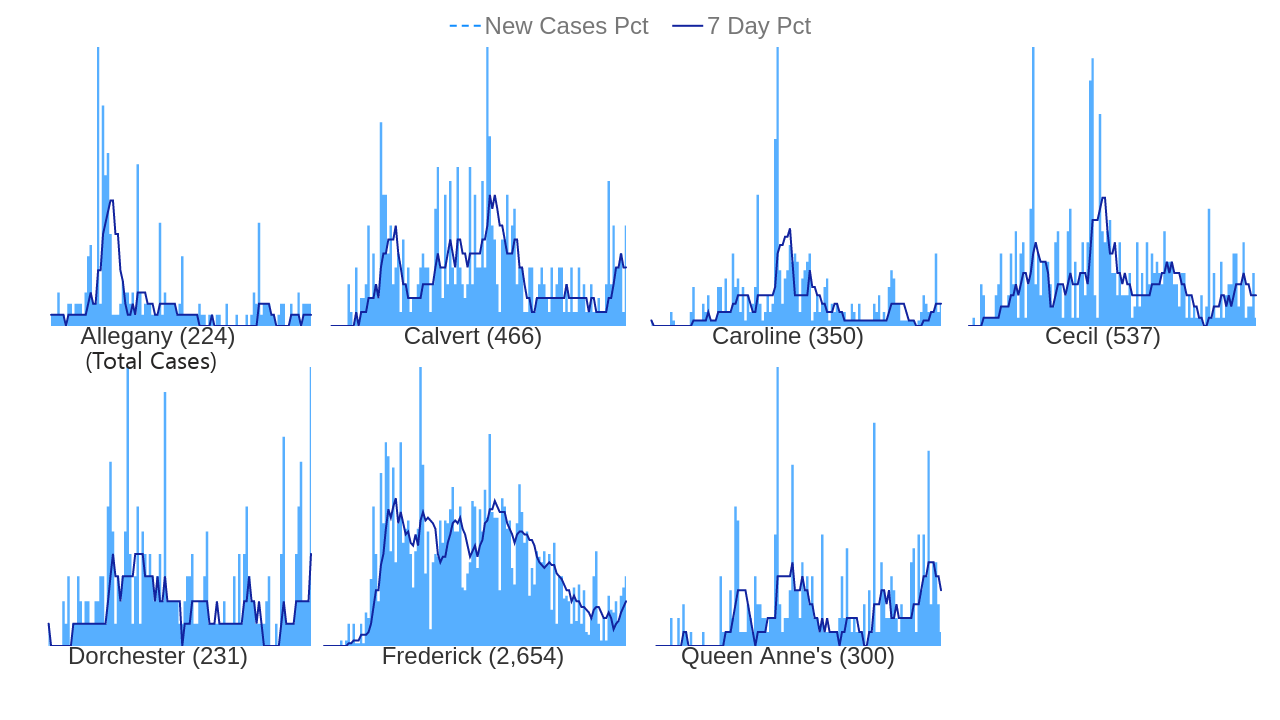 New Cases Pct 7 Day Pct
Allegany (224) Calvert (466) Caroline (350) Cecil (537)
(Total Cases)
Dorchester (231) Frederick (2,654) Queen Anne's (300)